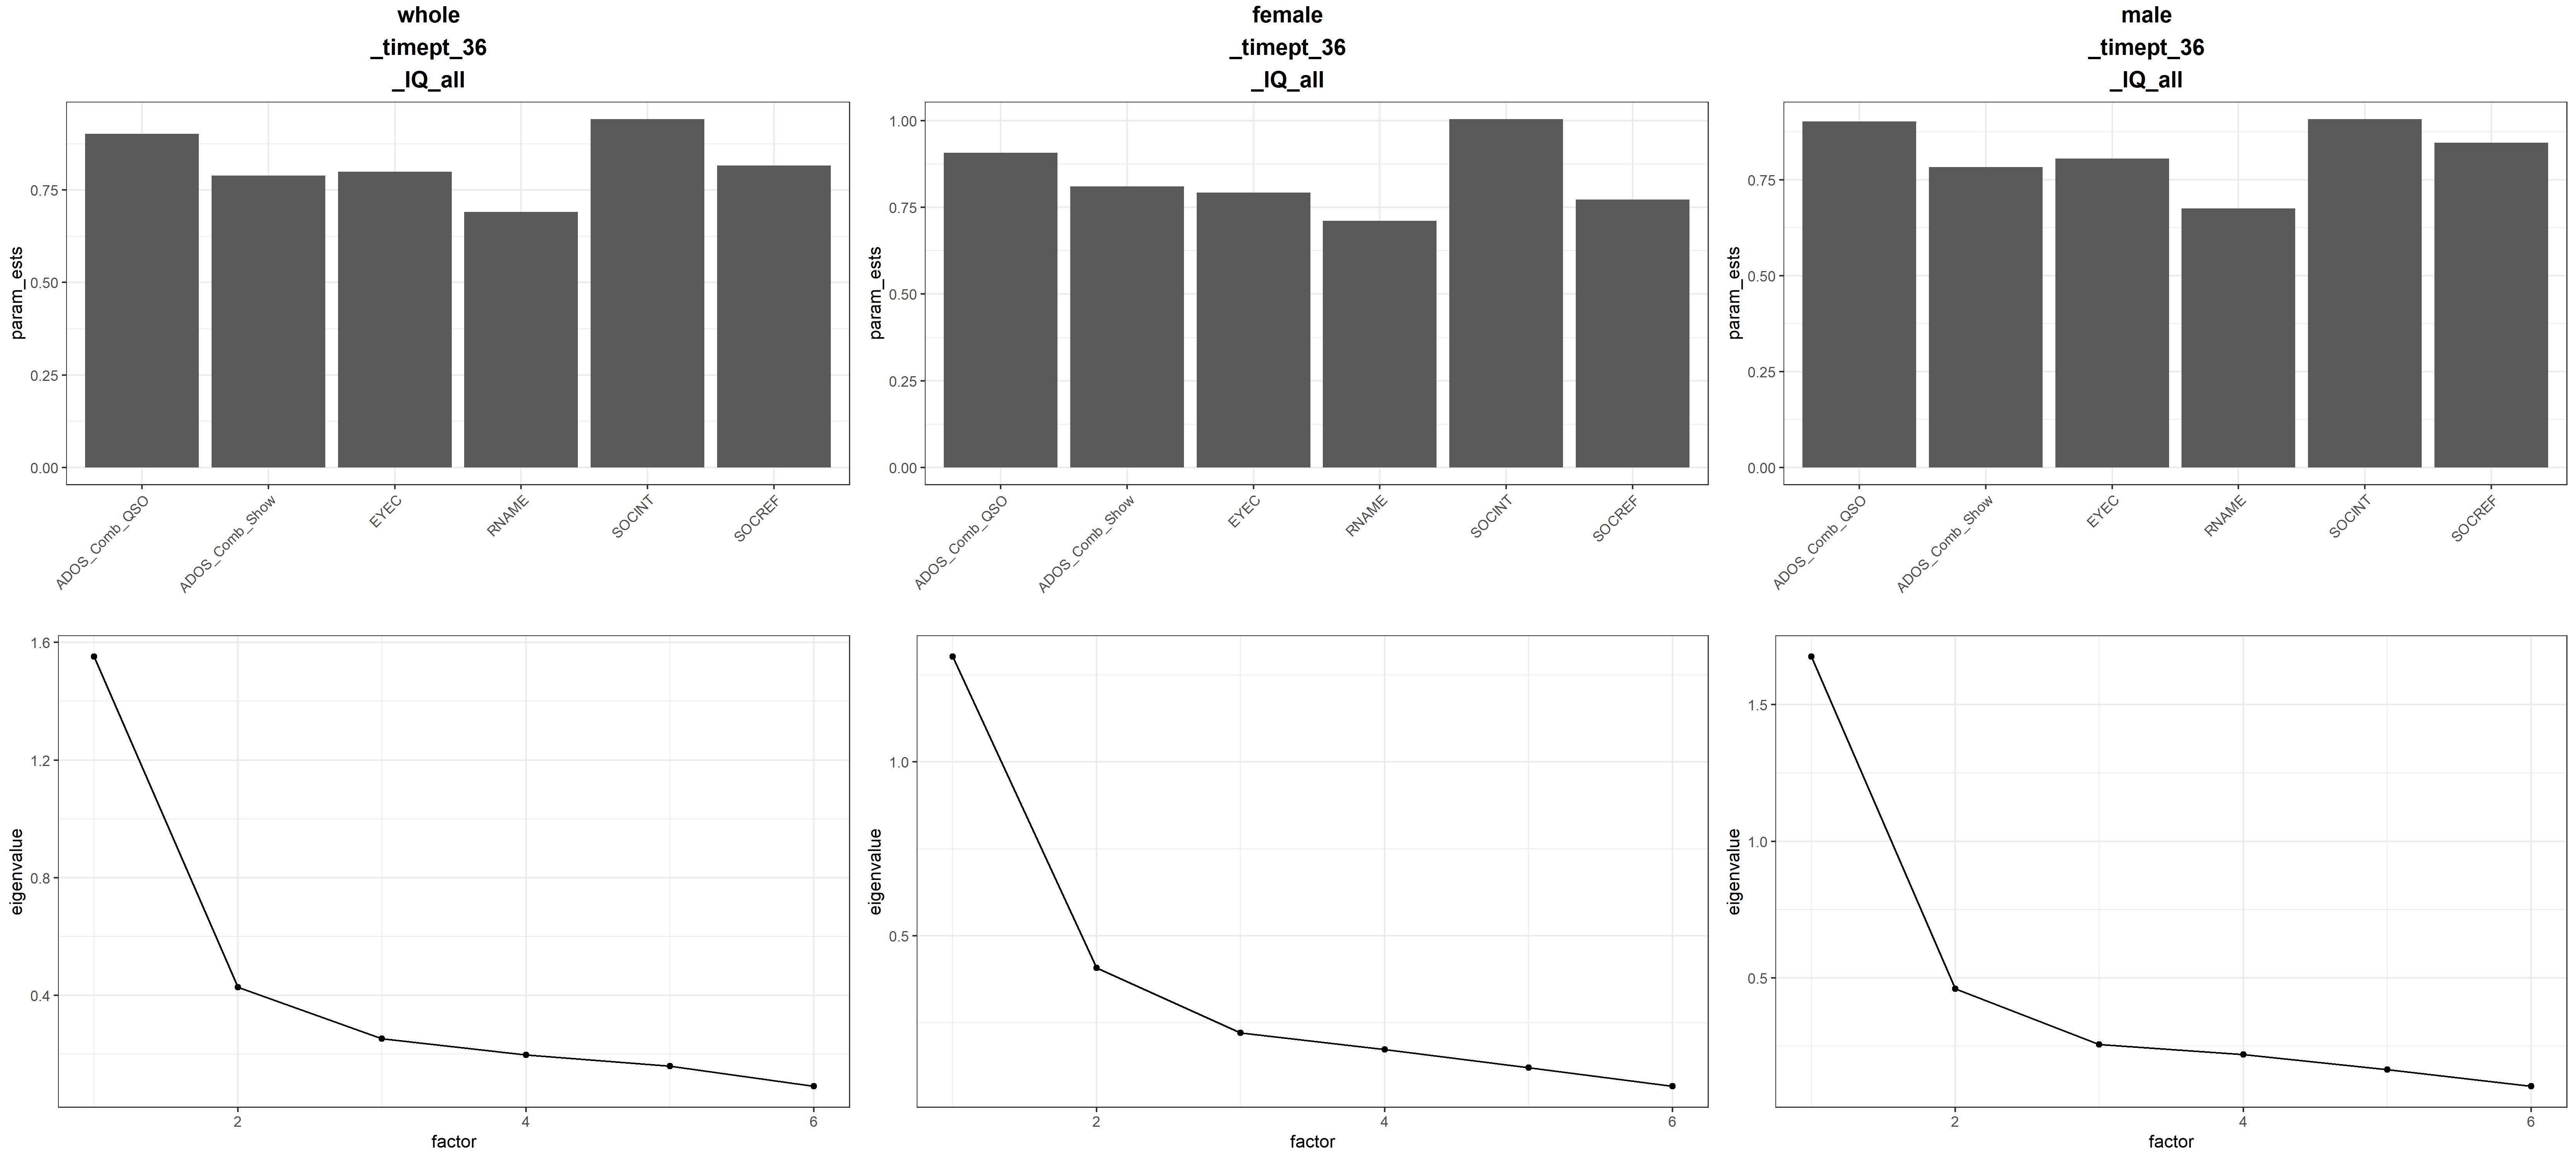 whole
_timept_36
_IQ_all
female
_timept_36
_IQ_all
male
_timept_36
_IQ_all
param_ests
0.75
0.50
0.25
0.00
ADOS_Comb_QSO
ADOS_Comb_Show
EYEC
RNAME
SOCINT
SOCREF
param_ests
1.00
0.75
0.50
0.25
0.00
ADOS_Comb_QSO
ADOS_Comb_Show
EYEC
RNAME
SOCINT
SOCREF
param_ests
0.75
0.50
0.25
0.00
ADOS_Comb_QSO
ADOS_Comb_Show
EYEC
RNAME
SOCINT
SOCREF
eigenvalue
1.6
1.2
0.8
0.4
2 4 6
factor
eigenvalue
1.0
0.5
2 4 6
factor
eigenvalue
1.5
1.0
0.5
2 4 6
factor